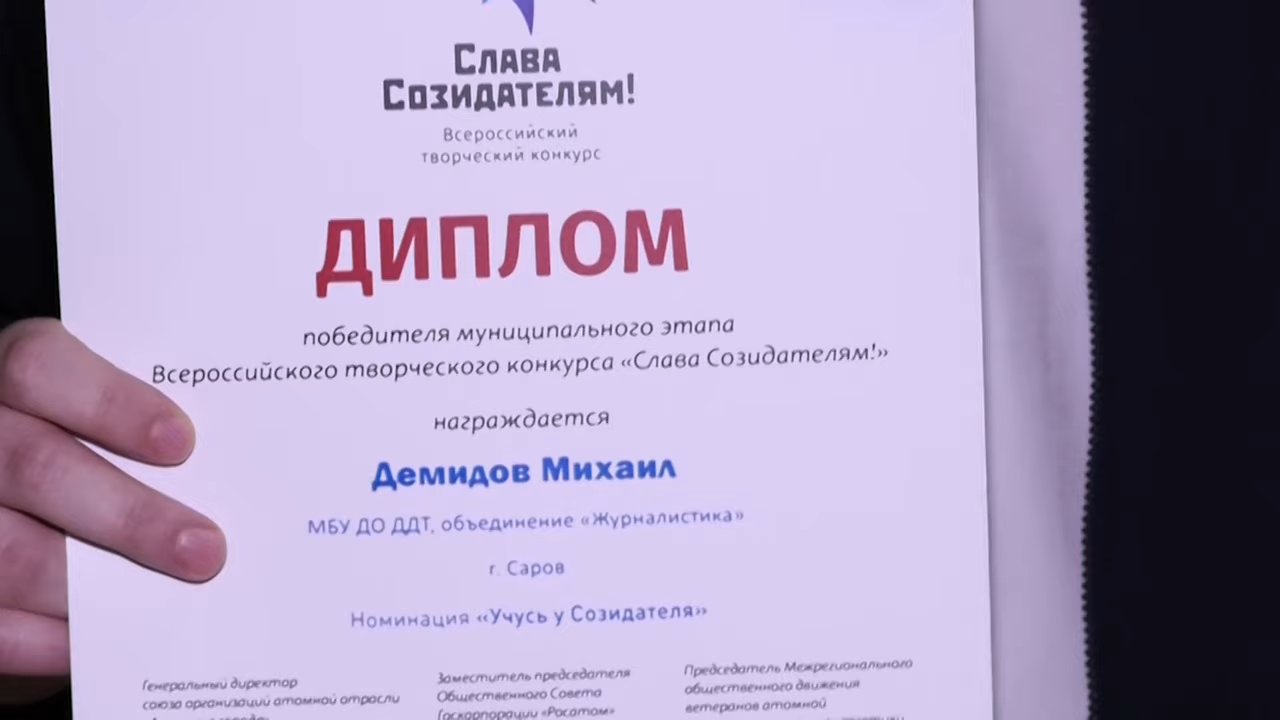 Слава
Созидателям!
Всероссийский
творческий конкурс
ДИПЛОМ
победителя муниципального этапа
Всероссийского творческого конкурса «Слава Созидателям!»
награждается
Демидов Михаил
МБУ ДО ДДТ, объединение «Журналистика»
г. Саров
Номинация «Учусь у Созидателя»
Генеральный директор
союза организаций атомной отрасли
Заместитель председателя
Общественного Совета
Госкорпорации «Росатом»
Председатель Межрегионального
общественного движения
ветеранов атомной